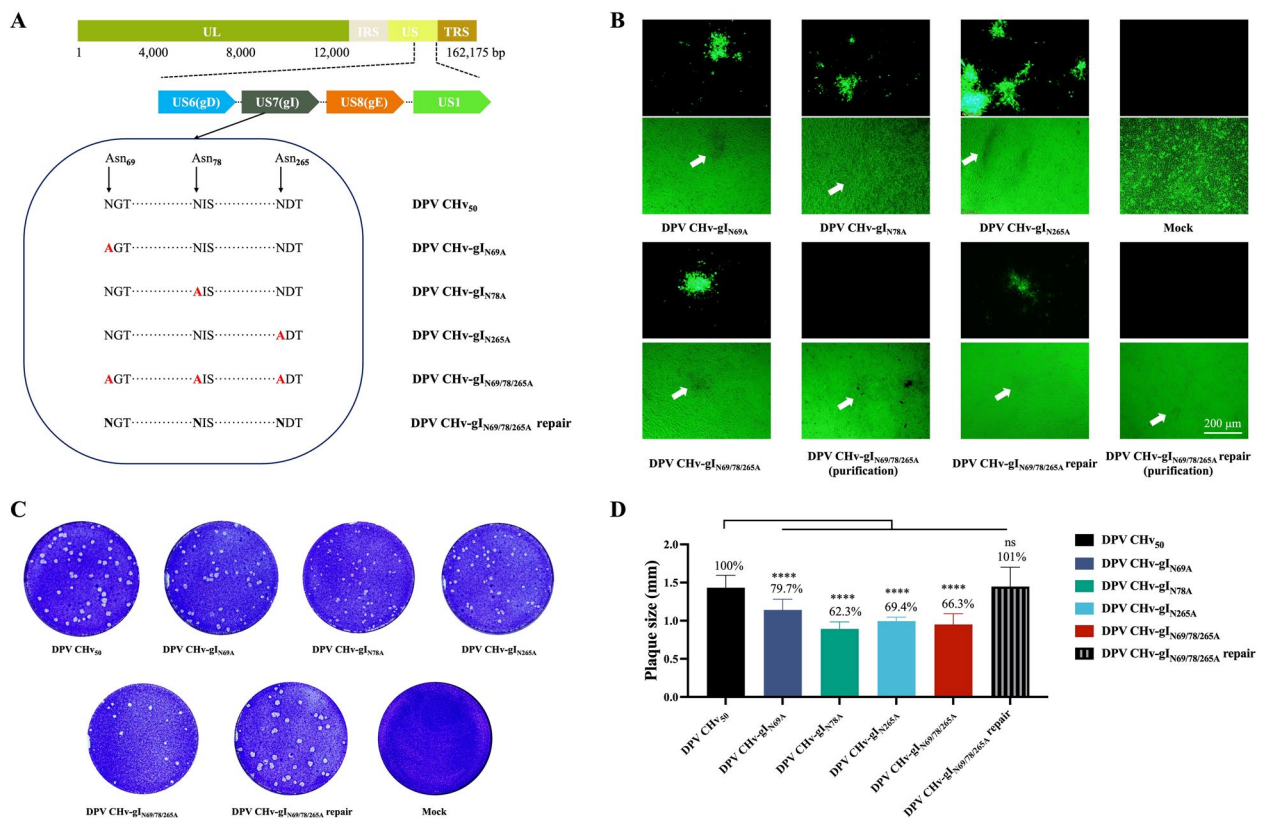 A
UL IRS US TRS
1 4,000 8,000 12,000 162,175 bp
US6(gD) US7(gI) US8(gE) US1
Asn69 Asn78 Asn265
NGT············NIS···········NDT DPV CHv50
AGT············NIS···········NDT DPV CHv-gIN69A
NGT············AIS···········NDT DPV CHv-gIN78A
NGT············NIS···········ADT DPV CHv-gIN265A
AGT············AIS···········ADT DPV CHv-gIN69/78/265A
NGT············NIS···········NDT DPV CHv-gIN69/78/265A repair
B
DPV CHv-gIN69A DPV CHv-gIN78A DPV CHv-gIN265A Mock
200 μm
DPV CHv-gIN69/78/265A DPV CHv-gIN69/78/265A DPV CHv-gIN69/78/265A repair DPV CHv-gIN69/78/265A repair
(purification) (purification)
C
DPV CHv50 DPV CHv-gIN69A DPV CHv-gIN78A DPV CHv-gIN265A
DPV CHv-gIN69/78/265A DPV CHv-gIN69/78/265A repair Mock
D
Plaque size (mm)
2.0
1.5
1.0
0.5
0.0
100%
****
79.7%
****
62.3%
****
69.4%
****
66.3%
ns
101%
DPV CHv50
DPV CHv-gIN69A
DPV CHv-gIN78A
DPV CHv-gIN265A
DPV CHv-gIN69/78/265A
DPV CHv-gIN69/78/265A repair
DPV CHv50
DPV CHv-gIN69A
DPV CHv-gIN78A
DPV CHv-gIN265A
DPV CHv-gIN69/78/265A
DPV CHv-gIN69/78/265A repair